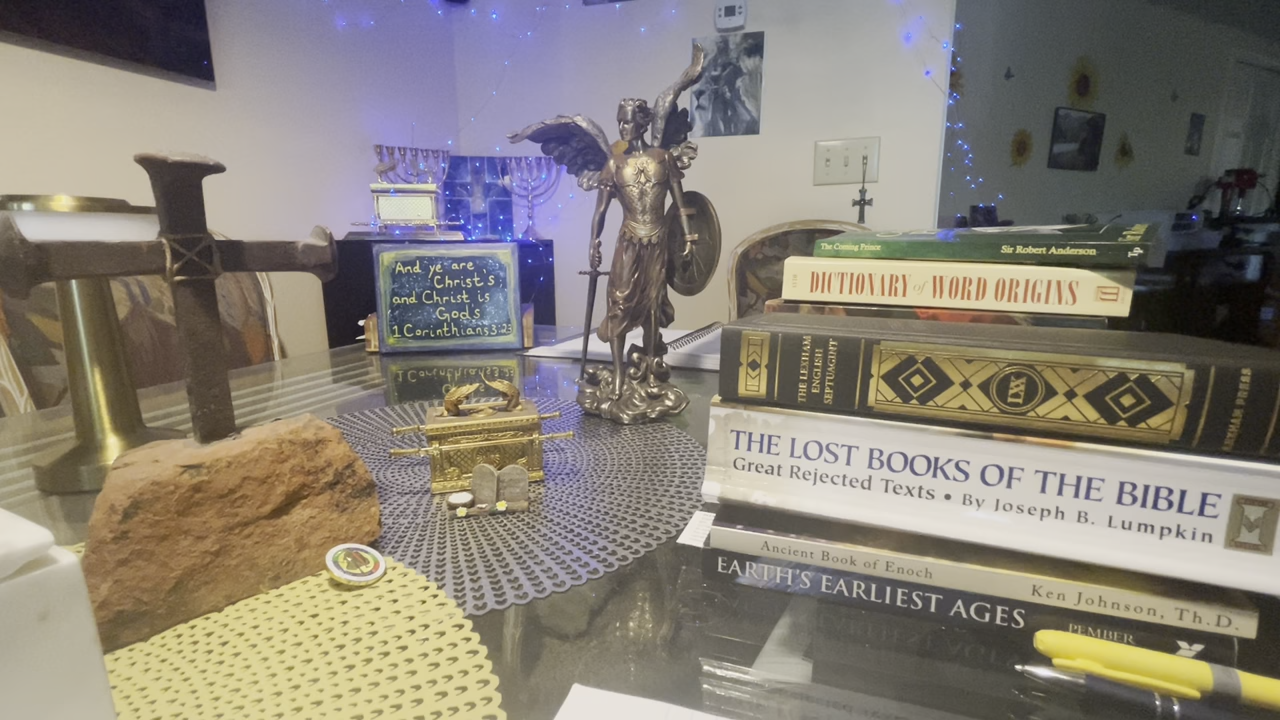 And ye are
Christ's
and Christ is
God's
1 Corinthians 3:23
The Coming Prince
Sir Robert Anderson
DICTIONARY of WORD ORIGINS
THE LEXHAM
ENGLISH
SEPTUAGINT
LXX
LEXHAM PRESS
THE LOST BOOKS OF THE BIBLE
Great Rejected Texts • By Joseph B. Lumpkin
Ancient Book of Enoch
Ken Johnson, Th.D.
EARTH'S EARLIEST AGES
PEMBER